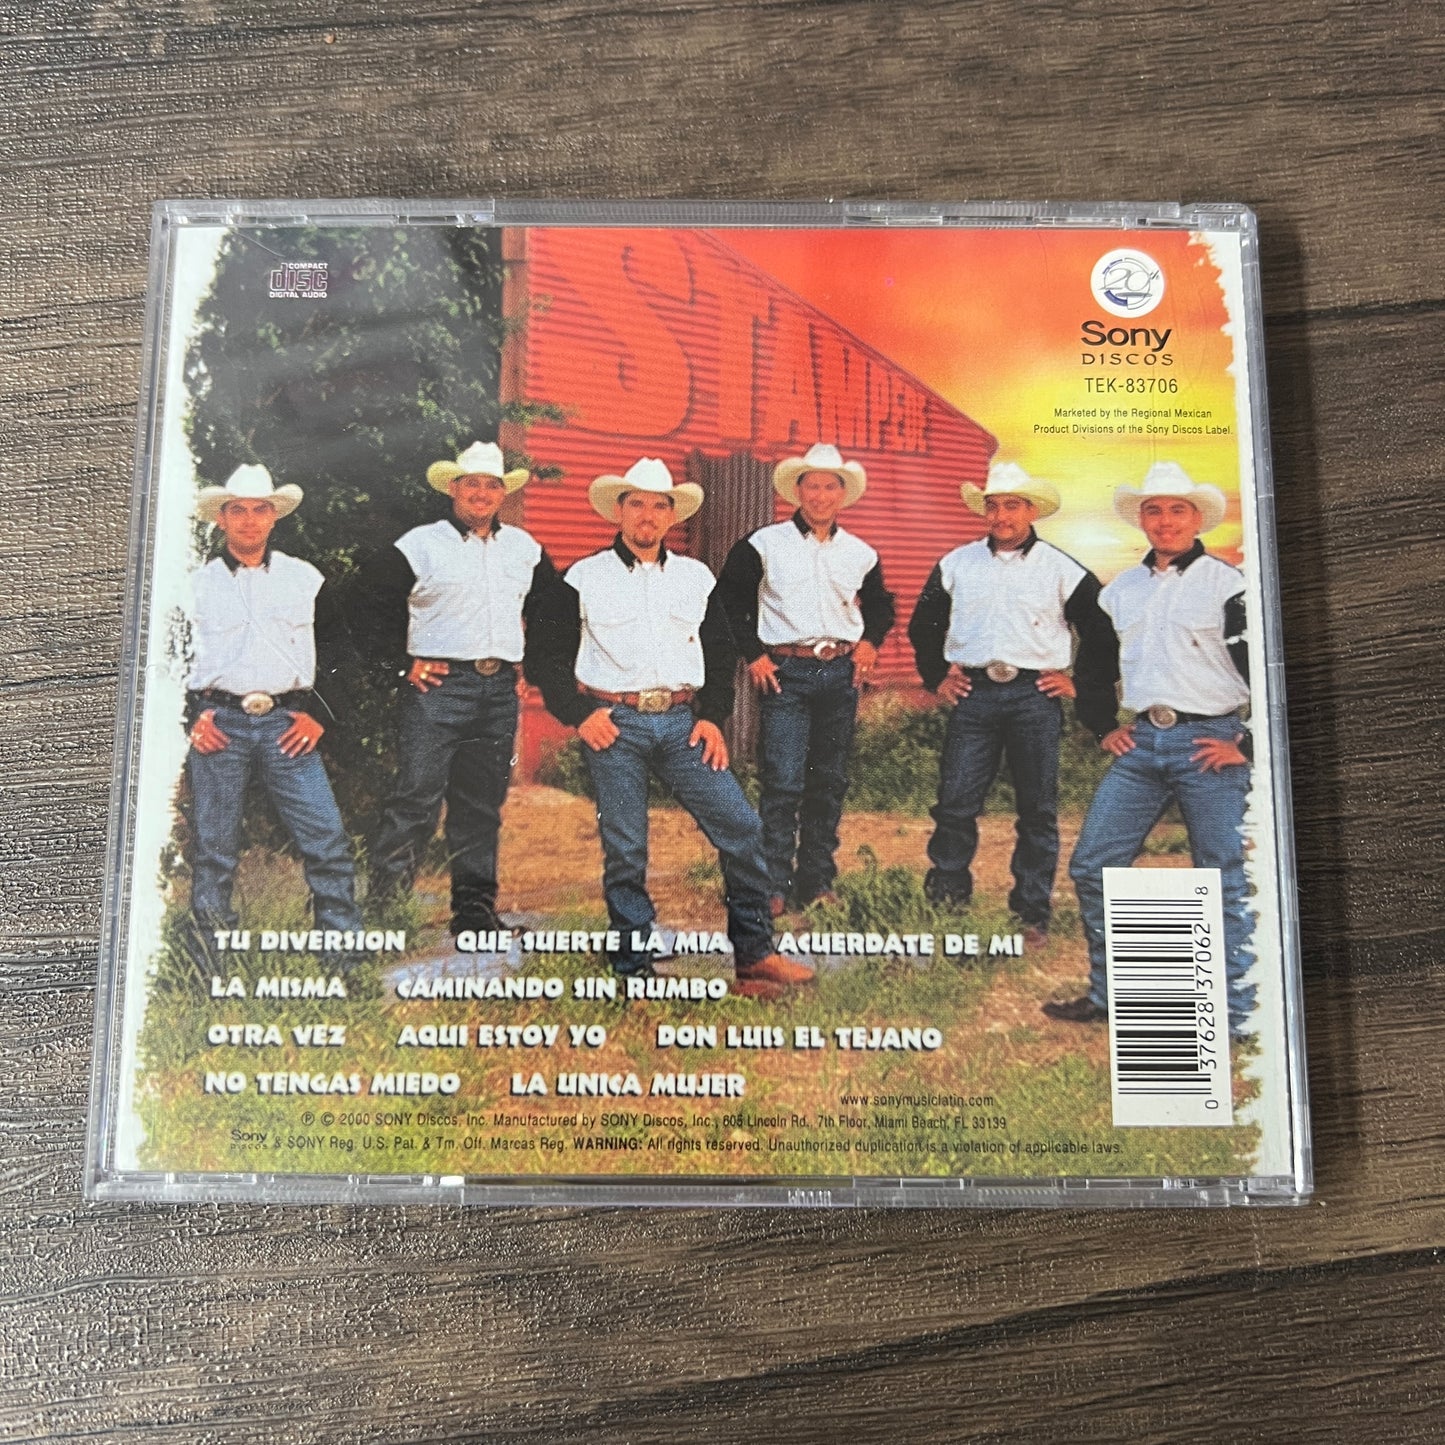 COMPACT
disc
DIGITAL AUDIO
STAMPEDE
20th
Sony
DISCOS
TEK-83706
Marketed by the Regional Mexican
Product Divisions of the Sony Discos Label.
TU DIVERSION QUE SUERTE LA MIA ACUERDATE DE MI
LA MISMA CAMINANDO SIN RUMBO
OTRA VEZ AQUI ESTOY YO DON LUIS EL TEJANO
NO TENGAS MIEDO LA UNICA MUJER
www.sonymusiclatin.com
℗ © 2000 SONY Discos, Inc. Manufactured by SONY Discos, Inc., 605 Lincoln Rd., 7th Floor, Miami Beach, FL 33139
Sony DISCOS & SONY Reg. U.S. Pat. & Tm. Off. Marcas Reg. WARNING: All rights reserved. Unauthorized duplication is a violation of applicable laws.
0 37628 37062 8